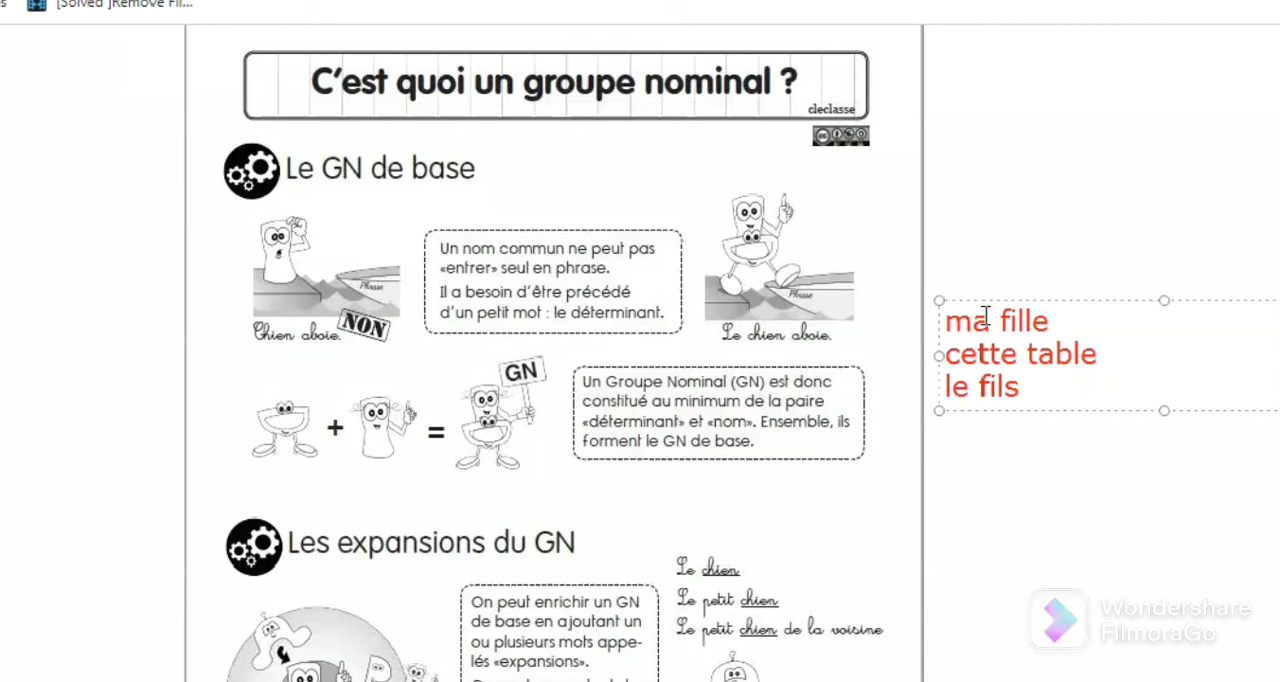 [Solved ]Remove Fil...
C'est quoi un groupe nominal ?
cleclasse
Le GN de base
Un nom commun ne peut pas
«entrer» seul en phrase.
Il a besoin d'être précédé
d'un petit mot : le déterminant.
Phrase
Chien aboie.
NON
Phrase
Le chien aboie.
ma fille
cette table
le fils
+
=
GN
Un Groupe Nominal (GN) est donc
constitué au minimum de la paire
«déterminant» et «nom». Ensemble, ils
forment le GN de base.
Les expansions du GN
On peut enrichir un GN
de base en ajoutant un
ou plusieurs mots appe-
lés «expansions».
Le chien
Le petit chien
Le petit chien de la voisine
Wondershare
FilmoraGo